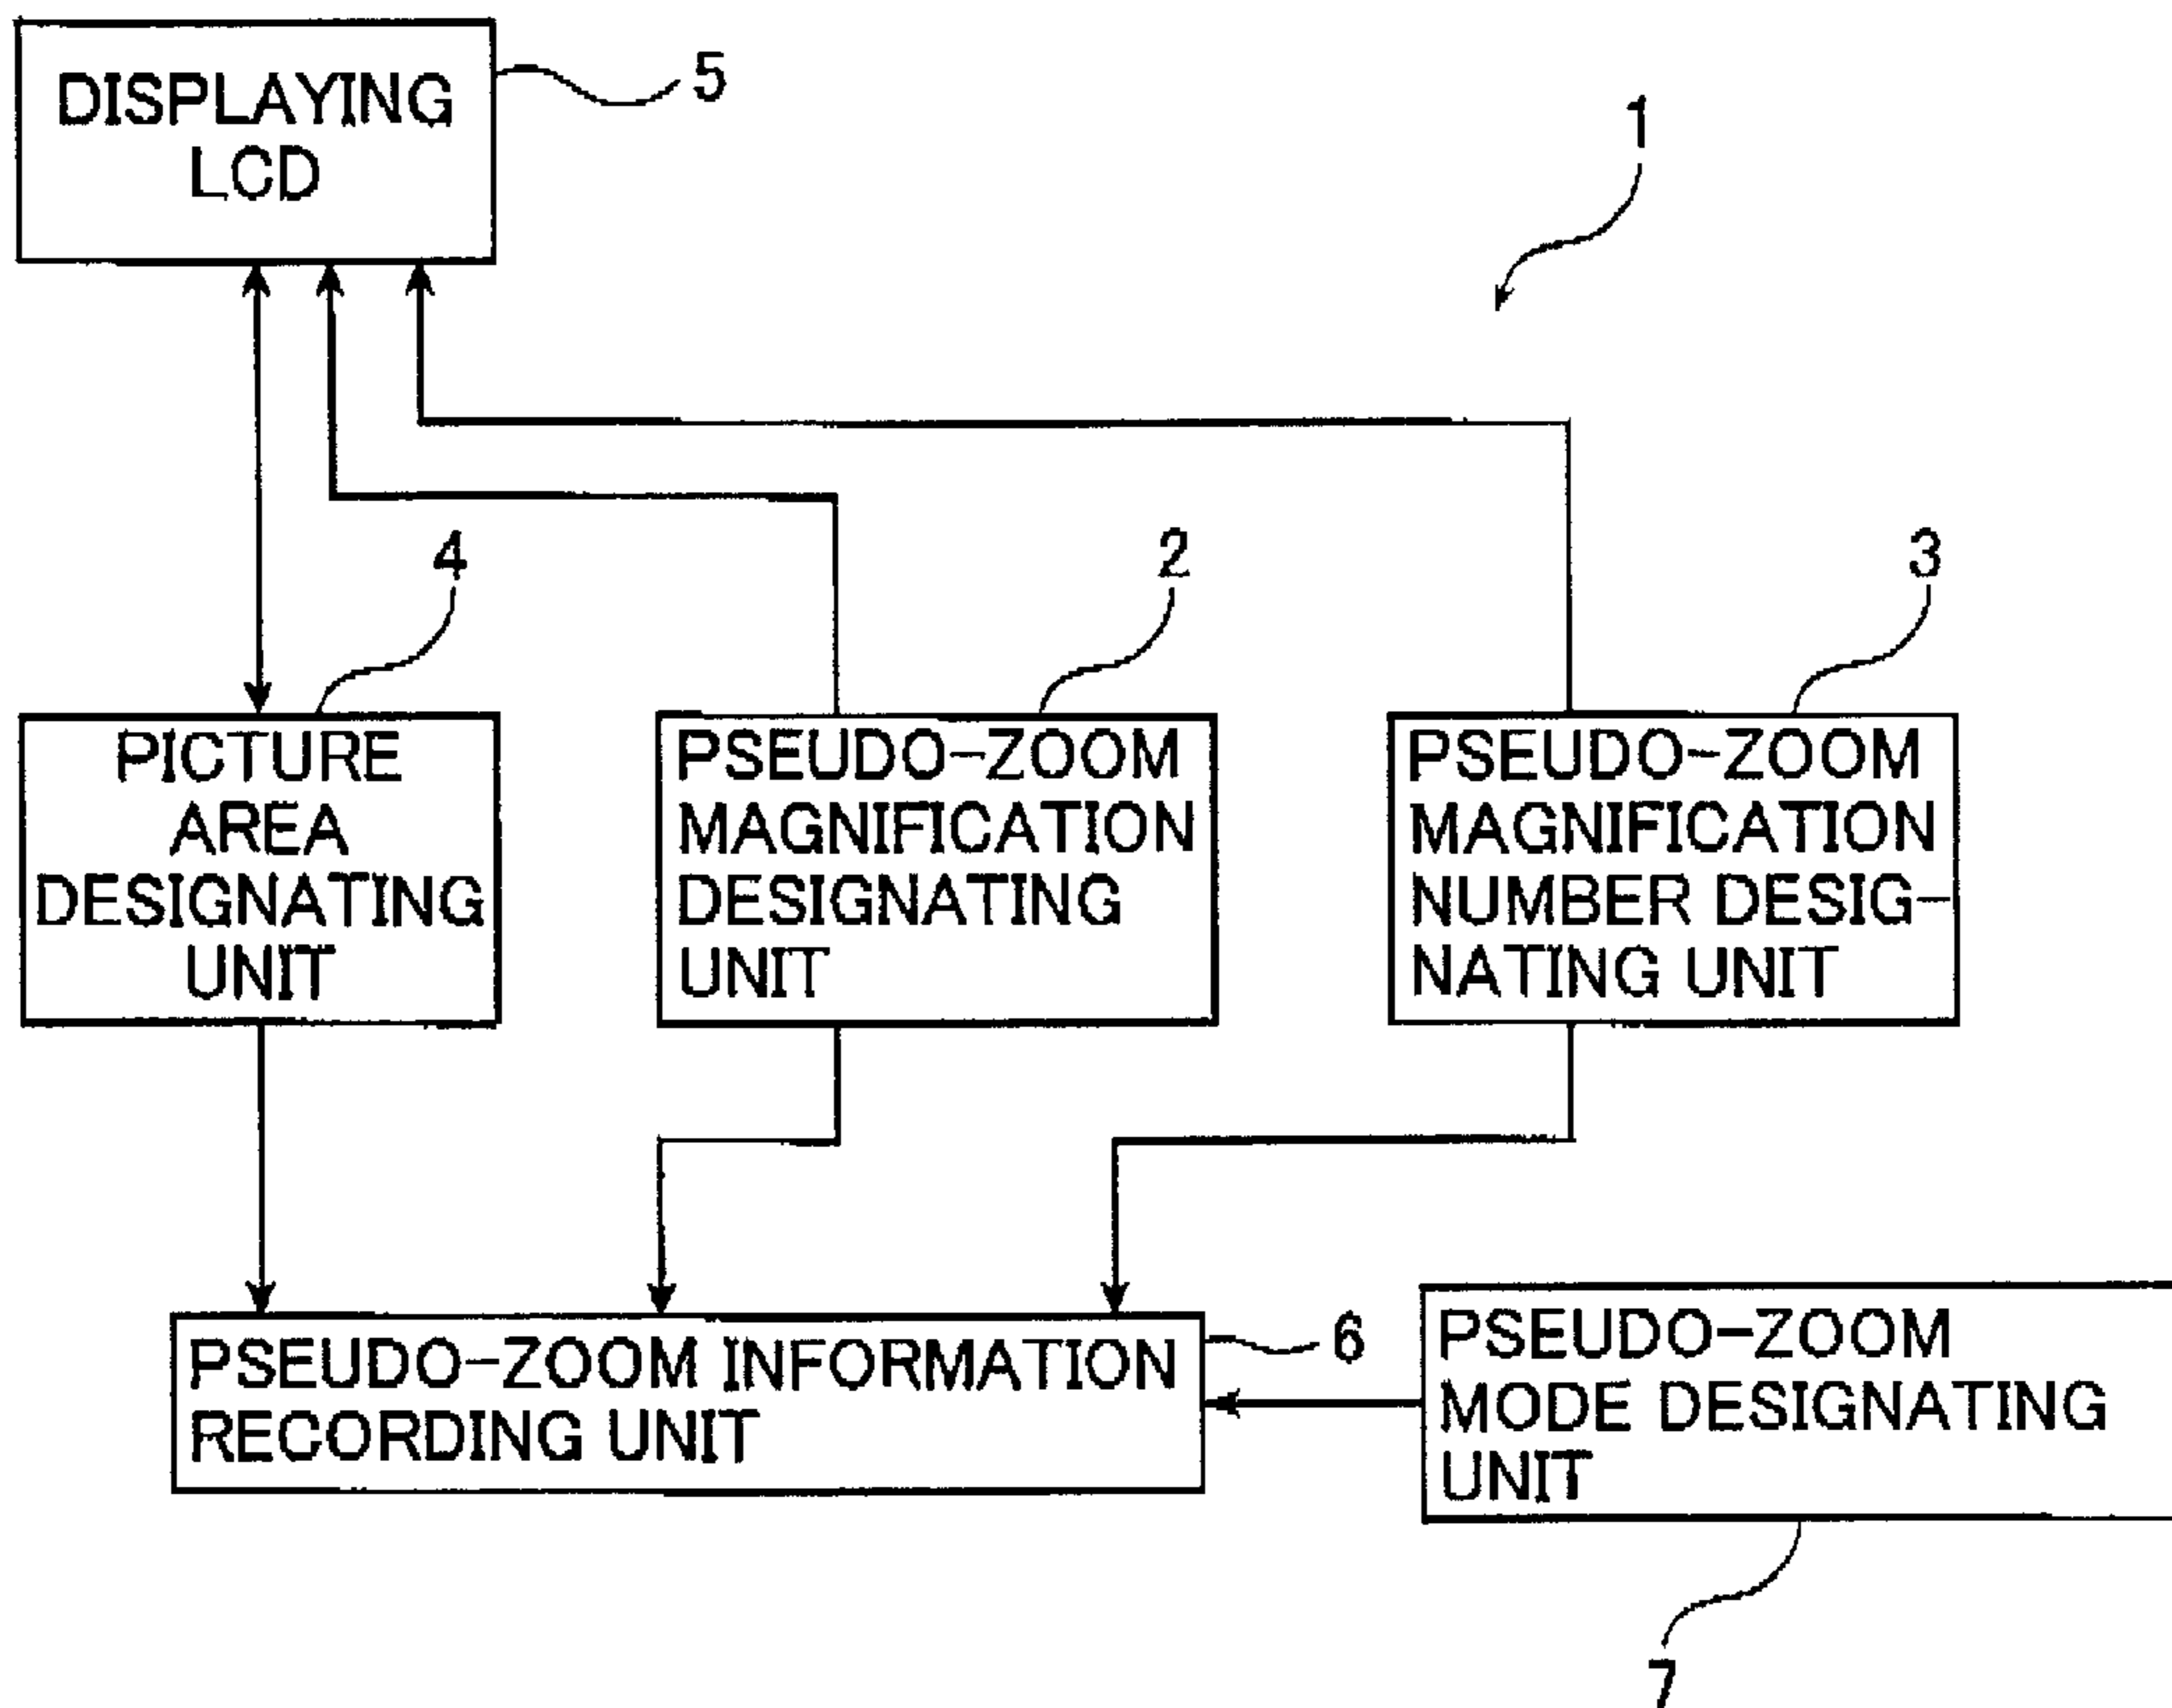 DISPLAYING
LCD
5
1
4
2
3
PICTURE
AREA
DESIGNATING
UNIT
PSEUDO-ZOOM
MAGNIFICATION
DESIGNATING
UNIT
PSEUDO-ZOOM
MAGNIFICATION
NUMBER DESIG-
NATING UNIT
PSEUDO-ZOOM INFORMATION
RECORDING UNIT
6
PSEUDO-ZOOM
MODE DESIGNATING
UNIT
7